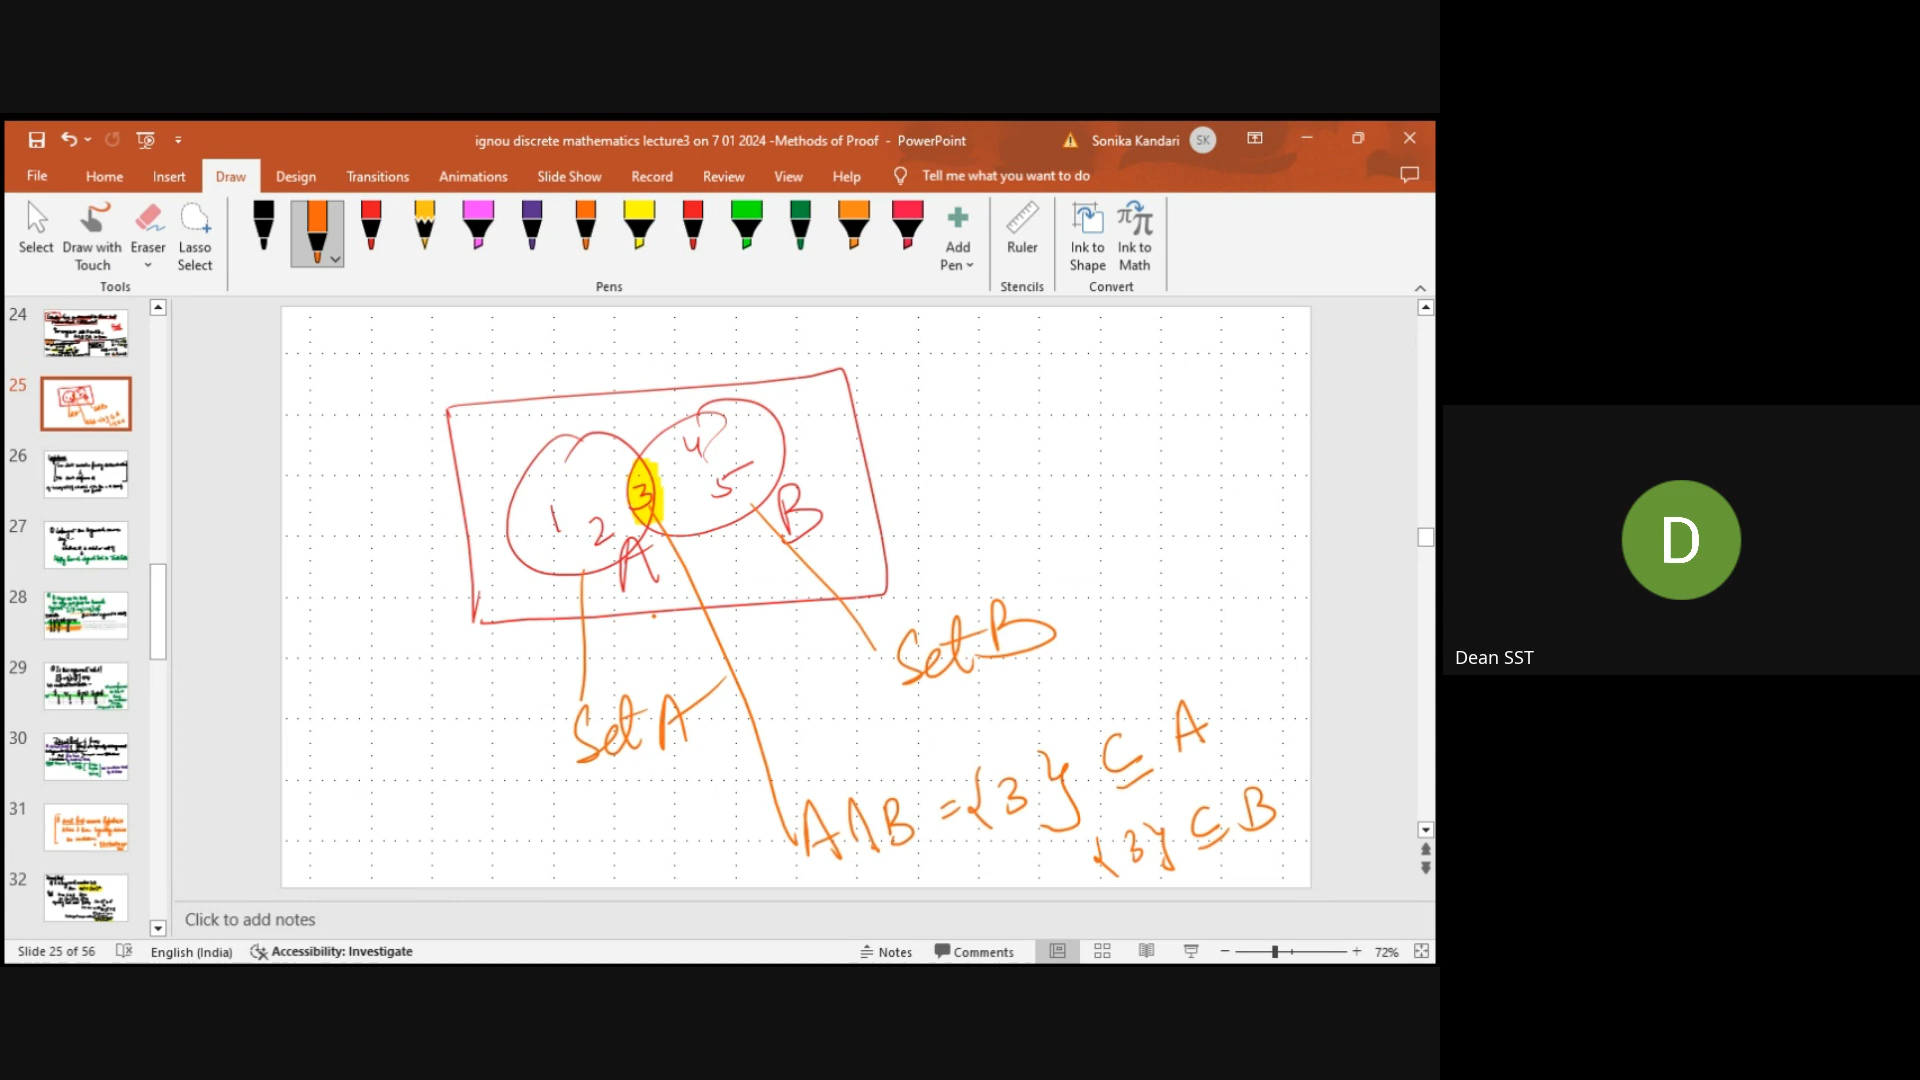 ignou discrete mathematics lecture3 on 7 01 2024 -Methods of Proof - PowerPoint
Sonika Kandari
SK
File Home Insert Draw Design Transitions Animations Slide Show Record Review View Help Tell me what you want to do
Select
Draw with Touch
Eraser
Lasso Select
Add Pen
Ruler
Ink to Shape
Ink to Math
Tools
Pens
Stencils
Convert
24
25
26
27
28
29
30
31
32
1 2 3 4 5
A
B
Set B
Set A
A∩B = {3} ⊆ A
{3} ⊆ B
Click to add notes
Slide 25 of 56
English (India)
Accessibility: Investigate
Notes
Comments
72%
D
Dean SST